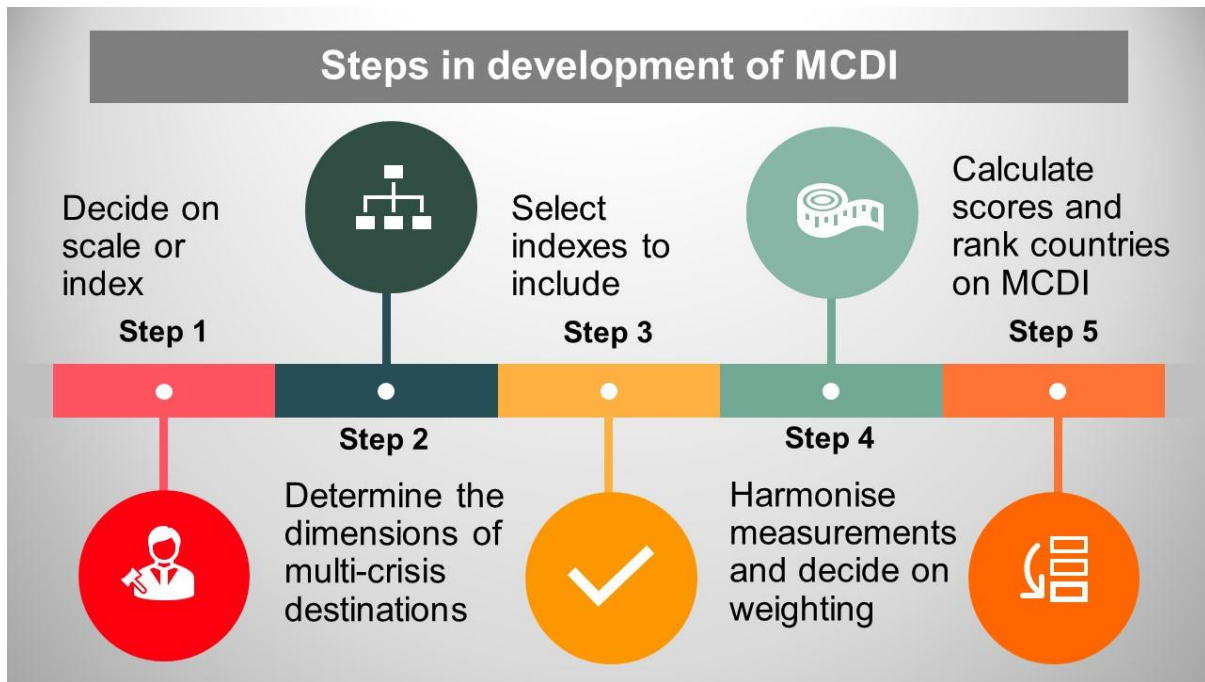 Steps in development of MCDI
Decide on
scale or
index
Step 1
Step 2
Determine the
dimensions of
multi-crisis
destinations
Select
indexes to
include
Step 3
Step 4
Harmonise
measurements
and decide on
weighting
Calculate
scores and
rank countries
on MCDI
Step 5